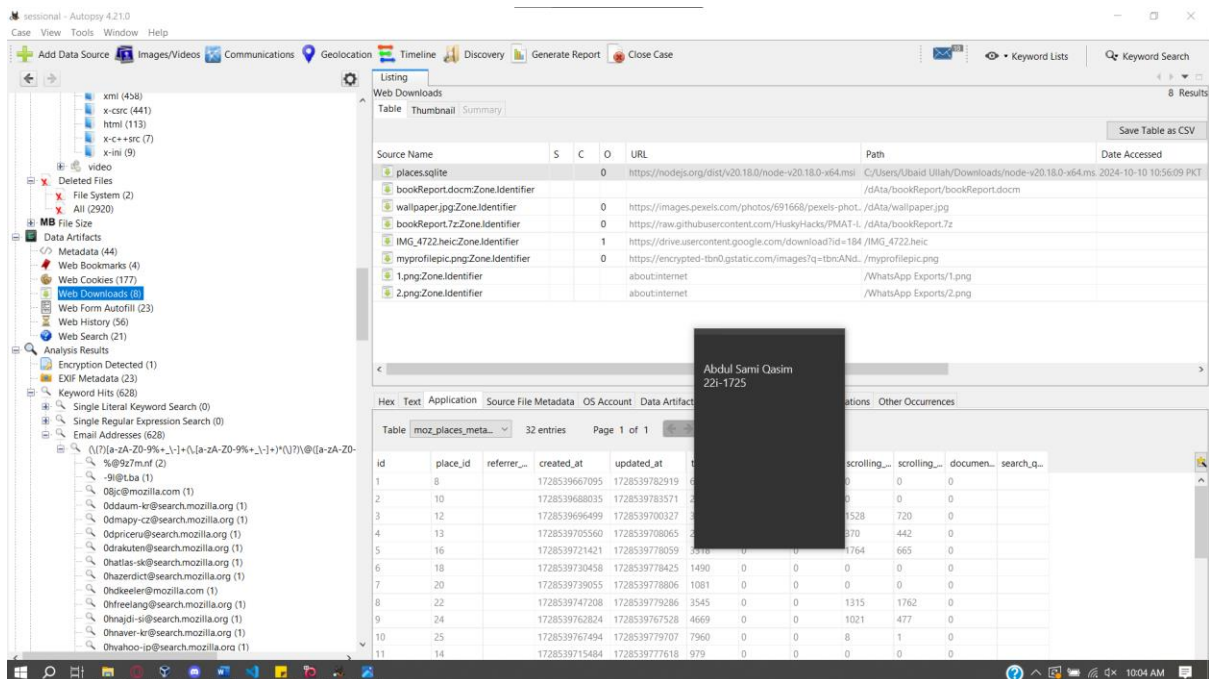 sessional - Autopsy 4.21.0
Case View Tools Window Help
Add Data Source Images/Videos Communications Geolocation Timeline Discovery Generate Report Close Case Keyword Lists Keyword Search
Listing
Web Downloads 8 Results
Table Thumbnail Summary
Save Table as CSV
Source Name S C O URL Path Date Accessed
places.sqlite 0 https://nodejs.org/dist/v20.18.0/node-v20.18.0-x64.msi C:/Users/Ubaid Ullah/Downloads/node-v20.18.0-x64.ms 2024-10-10 10:56:09 PKT
bookReport.docm:Zone.Identifier /dAta/bookReport/bookReport.docm
wallpaper.jpg:Zone.Identifier 0 https://images.pexels.com/photos/691668/pexels-phot.. /dAta/wallpaper.jpg
bookReport.7z:Zone.Identifier 0 https://raw.githubusercontent.com/HuskyHacks/PMAT-l.. /dAta/bookReport.7z
IMG_4722.heic:Zone.Identifier 1 https://drive.usercontent.google.com/download?id=1B4 /IMG_4722.heic
myprofilepic.png:Zone.Identifier 0 https://encrypted-tbn0.gstatic.com/images?q=tbn:ANd.. /myprofilepic.png
1.png:Zone.Identifier about:internet /WhatsApp Exports/1.png
2.png:Zone.Identifier about:internet /WhatsApp Exports/2.png
xml (458)
x-csrc (441)
html (113)
x-c++src (7)
x-ini (9)
video
Deleted Files
File System (2)
All (2920)
MB File Size
Data Artifacts
Metadata (44)
Web Bookmarks (4)
Web Cookies (177)
Web Downloads (8)
Web Form Autofill (23)
Web History (56)
Web Search (21)
Analysis Results
Encryption Detected (1)
EXIF Metadata (23)
Keyword Hits (628)
Single Literal Keyword Search (0)
Single Regular Expression Search (0)
Email Addresses (628)
(\{?)[a-zA-Z0-9%+_\-]+(\.[a-zA-Z0-9%+_\-]+)*(\}?)\@([a-zA-Z0-
%@9z7m.nf (2)
-9l@t.ba (1)
08jc@mozilla.com (1)
0ddaum-kr@search.mozilla.org (1)
0dmapy-cz@search.mozilla.org (1)
0dpriceru@search.mozilla.org (1)
0drakuten@search.mozilla.org (1)
0hatlas-sk@search.mozilla.org (1)
0hazerdict@search.mozilla.org (1)
0hdkeeler@mozilla.com (1)
0hfreelang@search.mozilla.org (1)
0hnajdi-si@search.mozilla.org (1)
0hnaver-kr@search.mozilla.org (1)
0hyahoo-jp@search.mozilla.org (1)
Abdul Sami Qasim
22i-1725
Hex Text Application Source File Metadata OS Account Data Artifact ations Other Occurrences
Table moz_places_meta... 32 entries Page 1 of 1
id place_id referrer_... created_at updated_at t scrolling_... scrolling_... documen... search_q...
1 8 1728539667095 1728539782919 6 0 0 0
2 10 1728539688035 1728539783571 2 0 0 0
3 12 1728539696499 1728539700327 3 1528 720 0
4 13 1728539705560 1728539708065 2 370 442 0
5 16 1728539721421 1728539778059 3318 0 0 1764 665 0
6 18 1728539730458 1728539778425 1490 0 0 0 0 0
7 20 1728539739055 1728539778806 1081 0 0 0 0 0
8 22 1728539747208 1728539779286 3545 0 0 1315 1762 0
9 24 1728539762824 1728539767528 4669 0 0 1021 477 0
10 25 1728539767494 1728539779707 7960 0 0 8 1 0
11 14 1728539715484 1728539777618 979 0 0 0 0 0
10:04 AM